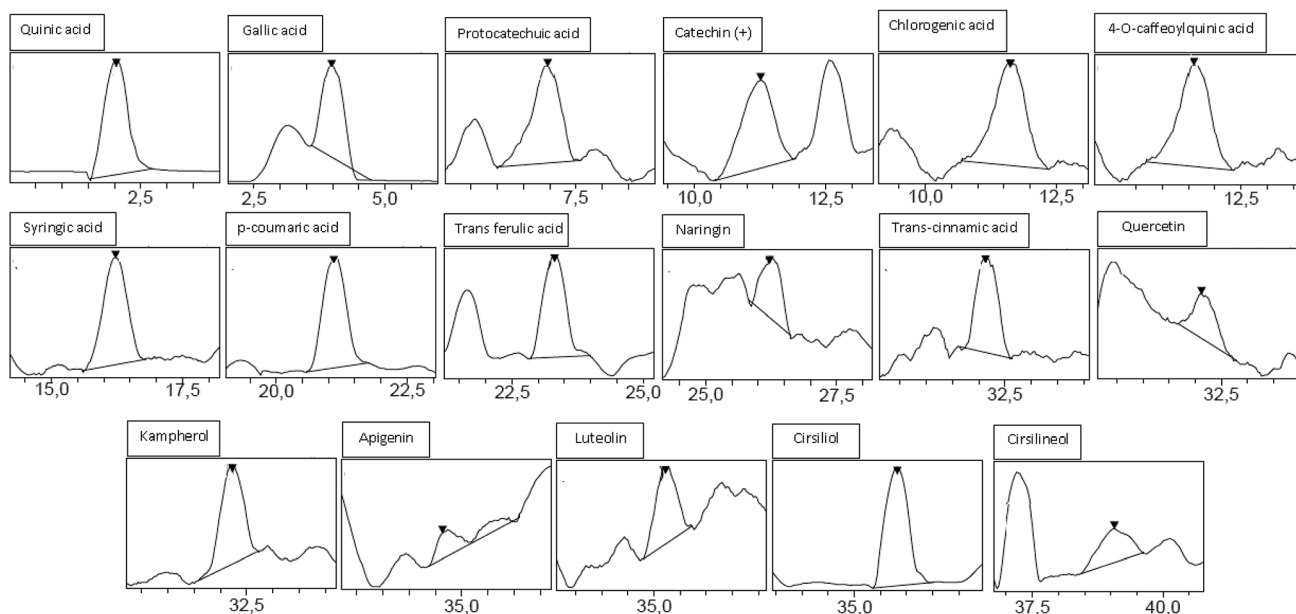 Quinic acid
Gallic acid
Protocatechuic acid
Catechin (+)
Chlorogenic acid
4-O-caffeoylquinic acid
2,5
2,5 5,0
7,5
10,0 12,5
10,0 12,5
12,5
Syringic acid
p-coumaric acid
Trans ferulic acid
Naringin
Trans-cinnamic acid
Quercetin
15,0 17,5
20,0 22,5
22,5 25,0
25,0 27,5
32,5
32,5
Kampherol
Apigenin
Luteolin
Cirsiliol
Cirsilineol
32,5
35,0
35,0
35,0
37.5 40.0